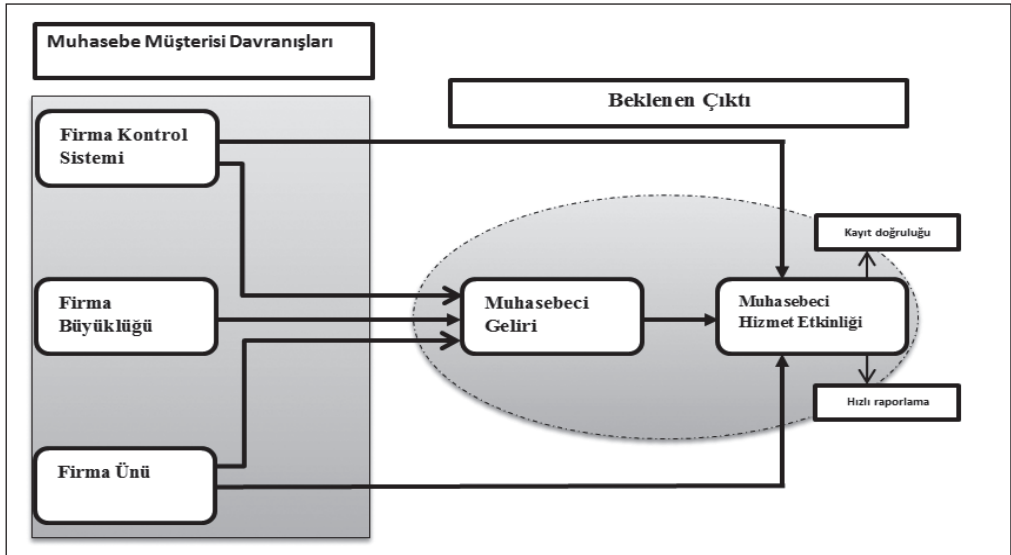 Muhasebe Müşterisi Davranışları
Beklenen Çıktı
Firma Kontrol
Sistemi
Kayıt doğruluğu
Firma
Büyüklüğü
Muhasebeci
Geliri
Muhasebeci
Hizmet Etkinliği
Hızlı raporlama
Firma Ünü